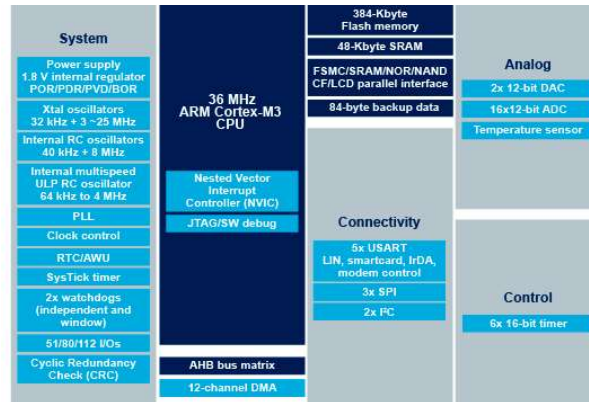 System
Power supply
1.8 V internal regulator
POR/PDR/PVD/BOR
Xtal oscillators
32 kHz + 3 ~25 MHz
Internal RC oscillators
40 kHz + 8 MHz
Internal multispeed
ULP RC oscillator
64 kHz to 4 MHz
PLL
Clock control
RTC/AWU
SysTick timer
2x watchdogs
(independent and
window)
51/80/112 I/Os
Cyclic Redundancy
Check (CRC)
36 MHz
ARM Cortex-M3
CPU
Nested Vector
Interrupt
Controller (NVIC)
JTAG/SW debug
AHB bus matrix
12-channel DMA
384-Kbyte
Flash memory
48-Kbyte SRAM
FSMC/SRAM/NOR/NAND
CF/LCD parallel interface
84-byte backup data
Connectivity
5x USART
LIN, smartcard, IrDA,
modem control
3x SPI
2x I²C
Analog
2x 12-bit DAC
16x12-bit ADC
Temperature sensor
Control
6x 16-bit timer